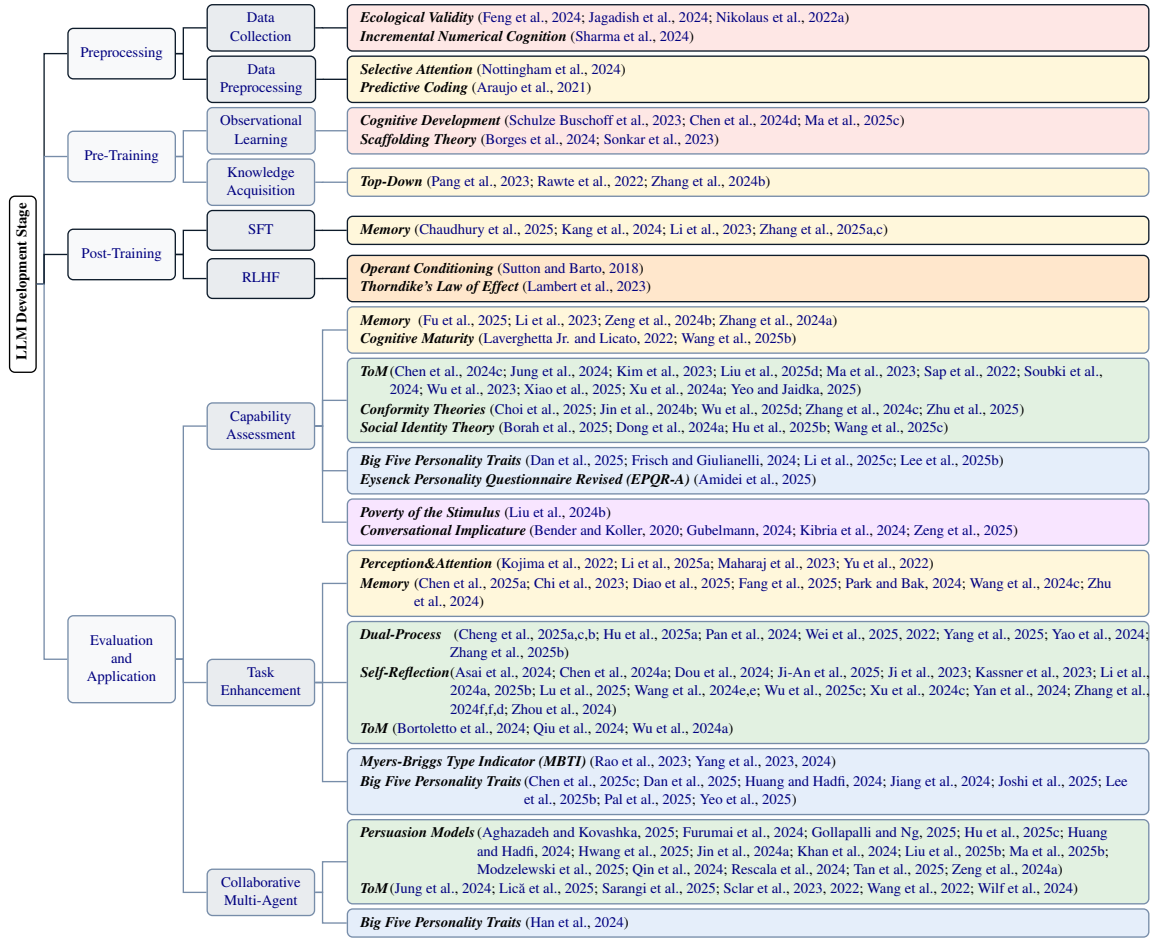 LLM Development Stage
Preprocessing
Data
Collection
Ecological Validity (Feng et al., 2024; Jagadish et al., 2024; Nikolaus et al., 2022a)
Incremental Numerical Cognition (Sharma et al., 2024)
Data
Preprocessing
Selective Attention (Nottingham et al., 2024)
Predictive Coding (Araujo et al., 2021)
Pre-Training
Observational
Learning
Cognitive Development (Schulze Buschoff et al., 2023; Chen et al., 2024d; Ma et al., 2025c)
Scaffolding Theory (Borges et al., 2024; Sonkar et al., 2023)
Knowledge
Acquisition
Top-Down (Pang et al., 2023; Rawte et al., 2022; Zhang et al., 2024b)
Post-Training
SFT
Memory (Chaudhury et al., 2025; Kang et al., 2024; Li et al., 2023; Zhang et al., 2025a,c)
RLHF
Operant Conditioning (Sutton and Barto, 2018)
Thorndike's Law of Effect (Lambert et al., 2023)
Evaluation
and
Application
Capability
Assessment
Memory (Fu et al., 2025; Li et al., 2023; Zeng et al., 2024b; Zhang et al., 2024a)
Cognitive Maturity (Laverghetta Jr. and Licato, 2022; Wang et al., 2025b)
ToM (Chen et al., 2024c; Jung et al., 2024; Kim et al., 2023; Liu et al., 2025d; Ma et al., 2023; Sap et al., 2022; Soubki et al.,
2024; Wu et al., 2023; Xiao et al., 2025; Xu et al., 2024a; Yeo and Jaidka, 2025)
Conformity Theories (Choi et al., 2025; Jin et al., 2024b; Wu et al., 2025d; Zhang et al., 2024c; Zhu et al., 2025)
Social Identity Theory (Borah et al., 2025; Dong et al., 2024a; Hu et al., 2025b; Wang et al., 2025c)
Big Five Personality Traits (Dan et al., 2025; Frisch and Giulianelli, 2024; Li et al., 2025c; Lee et al., 2025b)
Eysenck Personality Questionnaire Revised (EPQR-A) (Amidei et al., 2025)
Poverty of the Stimulus (Liu et al., 2024b)
Conversational Implicature (Bender and Koller, 2020; Gubelmann, 2024; Kibria et al., 2024; Zeng et al., 2025)
Task
Enhancement
Perception&Attention (Kojima et al., 2022; Li et al., 2025a; Maharaj et al., 2023; Yu et al., 2022)
Memory (Chen et al., 2025a; Chi et al., 2023; Diao et al., 2025; Fang et al., 2025; Park and Bak, 2024; Wang et al., 2024c; Zhu
et al., 2024)
Dual-Process (Cheng et al., 2025a,c,b; Hu et al., 2025a; Pan et al., 2024; Wei et al., 2025, 2022; Yang et al., 2025; Yao et al., 2024;
Zhang et al., 2025b)
Self-Reflection (Asai et al., 2024; Chen et al., 2024a; Dou et al., 2024; Ji-An et al., 2025; Ji et al., 2023; Kassner et al., 2023; Li et al.,
2024a, 2025b; Lu et al., 2025; Wang et al., 2024e,e; Wu et al., 2025c; Xu et al., 2024c; Yan et al., 2024; Zhang et al.,
2024f,f,d; Zhou et al., 2024)
ToM (Bortoletto et al., 2024; Qiu et al., 2024; Wu et al., 2024a)
Myers-Briggs Type Indicator (MBTI) (Rao et al., 2023; Yang et al., 2023, 2024)
Big Five Personality Traits (Chen et al., 2025c; Dan et al., 2025; Huang and Hadfi, 2024; Jiang et al., 2024; Joshi et al., 2025; Lee
et al., 2025b; Pal et al., 2025; Yeo et al., 2025)
Collaborative
Multi-Agent
Persuasion Models (Aghazadeh and Kovashka, 2025; Furumai et al., 2024; Gollapalli and Ng, 2025; Hu et al., 2025c; Huang
and Hadfi, 2024; Hwang et al., 2025; Jin et al., 2024a; Khan et al., 2024; Liu et al., 2025b; Ma et al., 2025b;
Modzelewski et al., 2025; Qin et al., 2024; Rescala et al., 2024; Tan et al., 2025; Zeng et al., 2024a)
ToM (Jung et al., 2024; Lică et al., 2025; Sarangi et al., 2025; Sclar et al., 2023, 2022; Wang et al., 2022; Wilf et al., 2024)
Big Five Personality Traits (Han et al., 2024)